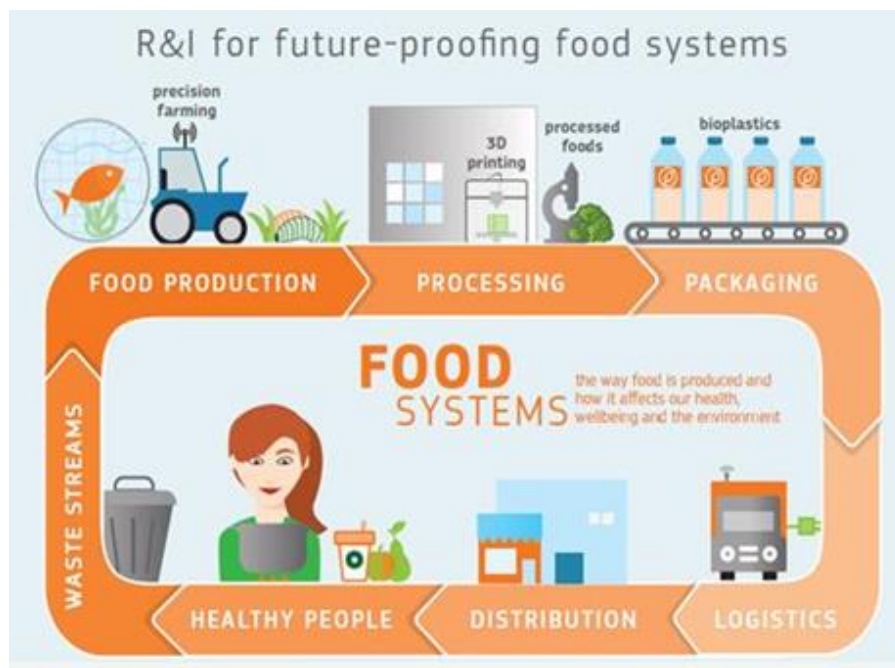 R&I for future-proofing food systems
precision
farming
3D
printing
processed
foods
bioplastics
FOOD PRODUCTION
PROCESSING
PACKAGING
FOOD
SYSTEMS
the way food is produced and
how it affects our health,
wellbeing and the environment
LOGISTICS
DISTRIBUTION
HEALTHY PEOPLE
WASTE STREAMS